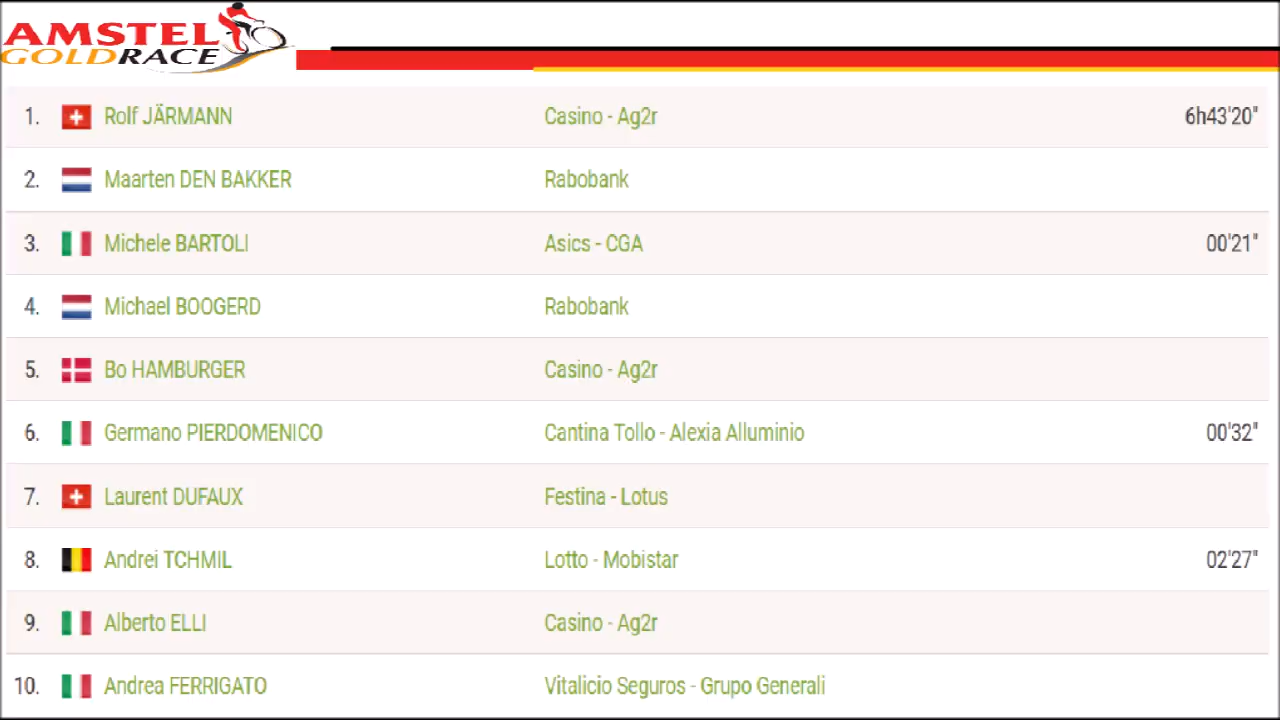 AMSTEL
GOLDRACE
1. Rolf JÄRMANN Casino - Ag2r 6h43'20"
2. Maarten DEN BAKKER Rabobank
3. Michele BARTOLI Asics - CGA 00'21"
4. Michael BOOGERD Rabobank
5. Bo HAMBURGER Casino - Ag2r
6. Germano PIERDOMENICO Cantina Tollo - Alexia Alluminio 00'32"
7. Laurent DUFAUX Festina - Lotus
8. Andrei TCHMIL Lotto - Mobistar 02'27"
9. Alberto ELLI Casino - Ag2r
10. Andrea FERRIGATO Vitalicio Seguros - Grupo Generali